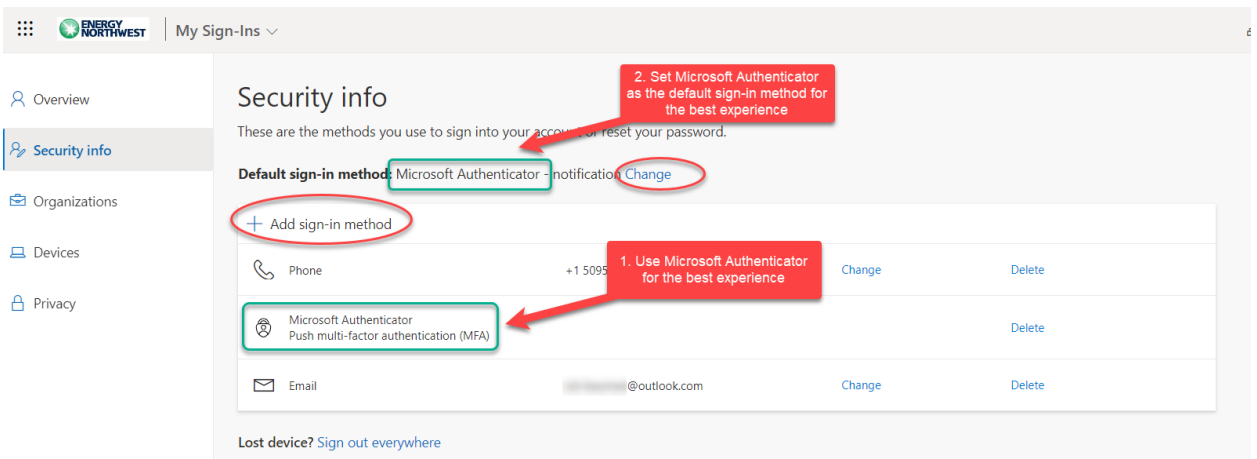 ENERGY
NORTHWEST
My Sign-Ins
Overview
Security info
Organizations
Devices
Privacy
Security info
These are the methods you use to sign into your account or reset your password.
Default sign-in method: Microsoft Authenticator - notification Change
2. Set Microsoft Authenticator
as the default sign-in method for
the best experience
+ Add sign-in method
Phone +1 5095 Change Delete
1. Use Microsoft Authenticator
for the best experience
Microsoft Authenticator
Push multi-factor authentication (MFA) Delete
Email @outlook.com Change Delete
Lost device? Sign out everywhere